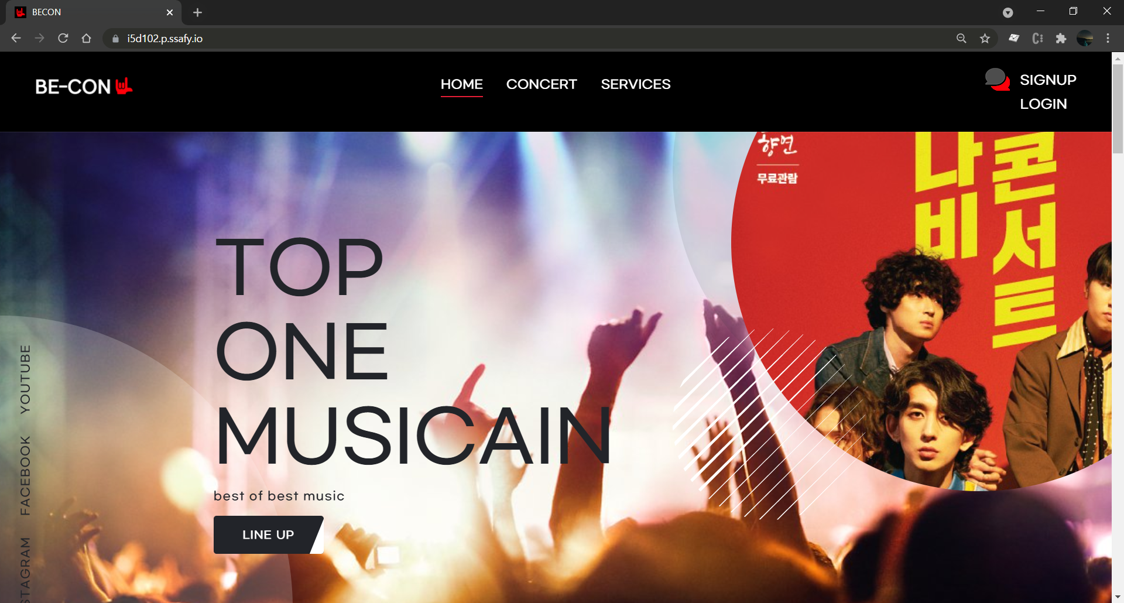 BECON
i5d102.p.ssafy.io
BE-CON
HOME
CONCERT
SERVICES
SIGNUP
LOGIN
향연
무료관람
나비
콘서트
TOP
ONE
MUSICAIN
best of best music
LINE UP
YOUTUBE
FACEBOOK
STAGRAM